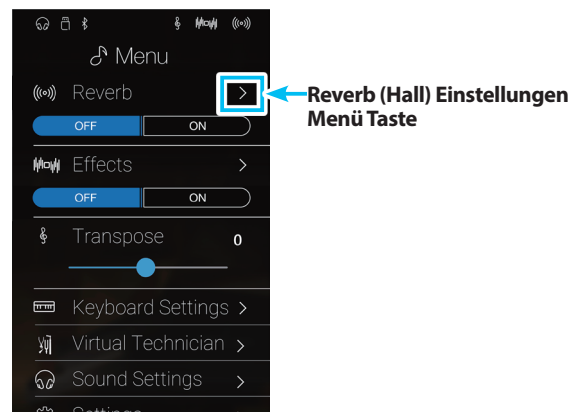 Menu
Reverb
Reverb (Hall) Einstellungen
Menü Taste
OFF ON
Effects
OFF ON
Transpose 0
Keyboard Settings
Virtual Technician
Sound Settings